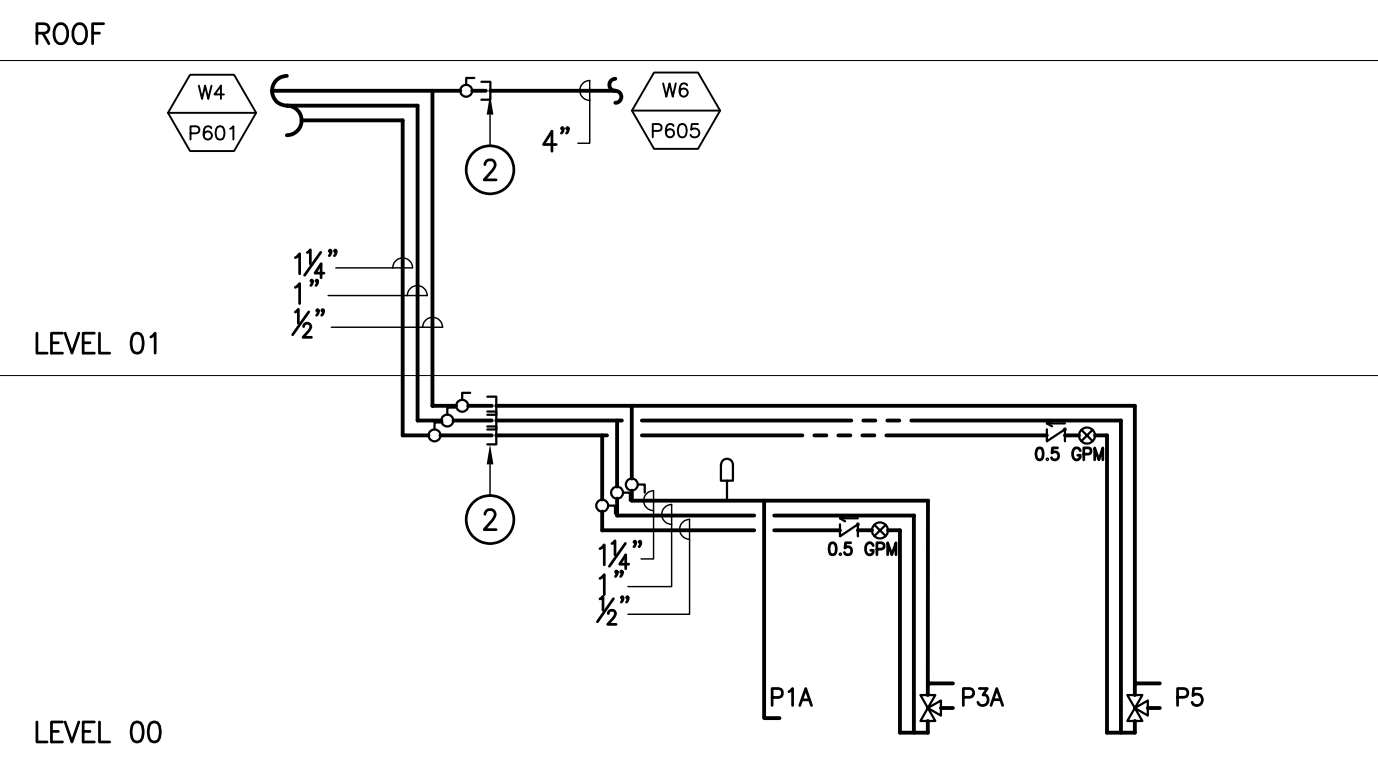 ROOF
W4
P601
W6
P605
4”
2
1¼”
1”
½”
LEVEL 01
0.5 GPM
2
0.5 GPM
1¼”
1”
½”
P1A
P3A
P5
LEVEL 00